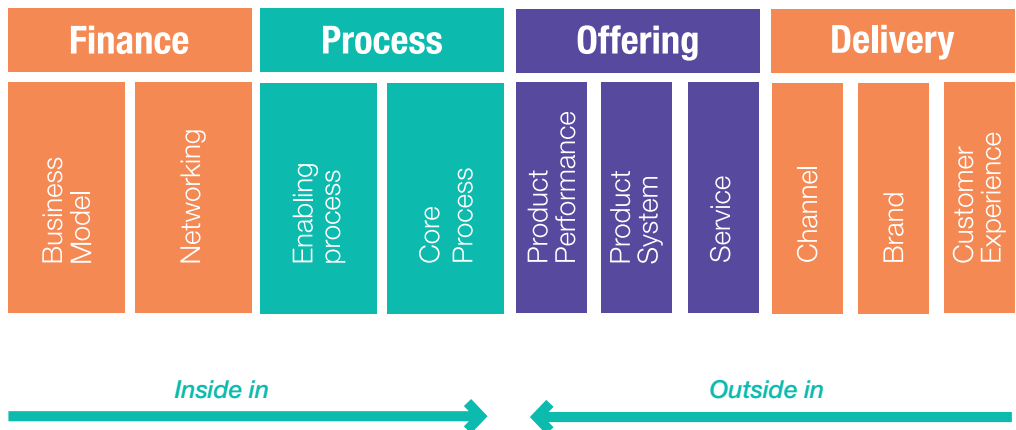 Finance
Process
Offering
Delivery
Business
Model
Networking
Enabling
process
Core
Process
Product
Performance
Product
System
Service
Channel
Brand
Customer
Experience
Inside in
Outside in